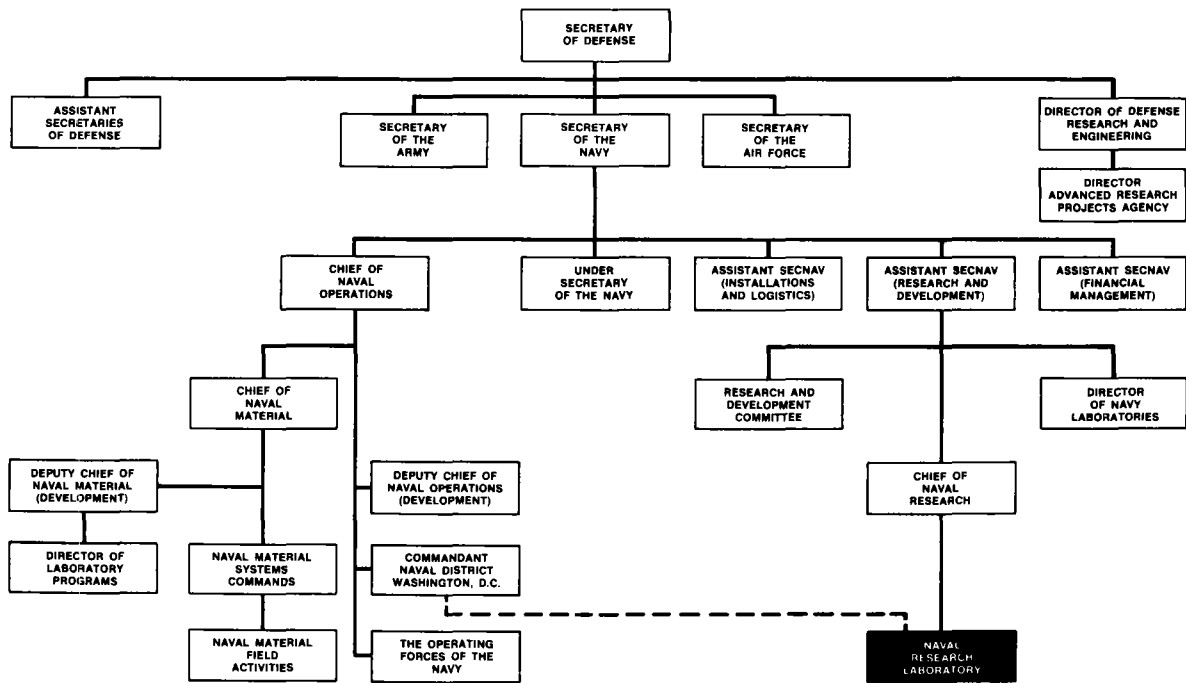 SECRETARY
OF DEFENSE
ASSISTANT
SECRETARIES
OF DEFENSE
SECRETARY
OF THE
ARMY
SECRETARY
OF THE
NAVY
SECRETARY
OF THE
AIR FORCE
DIRECTOR OF DEFENSE
RESEARCH AND
ENGINEERING
DIRECTOR
ADVANCED RESEARCH
PROJECTS AGENCY
CHIEF OF
NAVAL
OPERATIONS
UNDER
SECRETARY
OF THE NAVY
ASSISTANT SECNAV
(INSTALLATIONS
AND LOGISTICS)
ASSISTANT SECNAV
(RESEARCH AND
DEVELOPMENT)
ASSISTANT SECNAV
(FINANCIAL
MANAGEMENT)
CHIEF OF
NAVAL
MATERIAL
RESEARCH AND
DEVELOPMENT
COMMITTEE
DIRECTOR
OF NAVY
LABORATORIES
DEPUTY CHIEF OF
NAVAL MATERIAL
(DEVELOPMENT)
DEPUTY CHIEF OF
NAVAL OPERATIONS
(DEVELOPMENT)
CHIEF OF
NAVAL
RESEARCH
DIRECTOR OF
LABORATORY
PROGRAMS
NAVAL MATERIAL
SYSTEMS
COMMANDS
COMMANDANT
NAVAL DISTRICT
WASHINGTON, D.C.
NAVAL MATERIAL
FIELD
ACTIVITIES
THE OPERATING
FORCES OF THE
NAVY
NAVAL
RESEARCH
LABORATORY